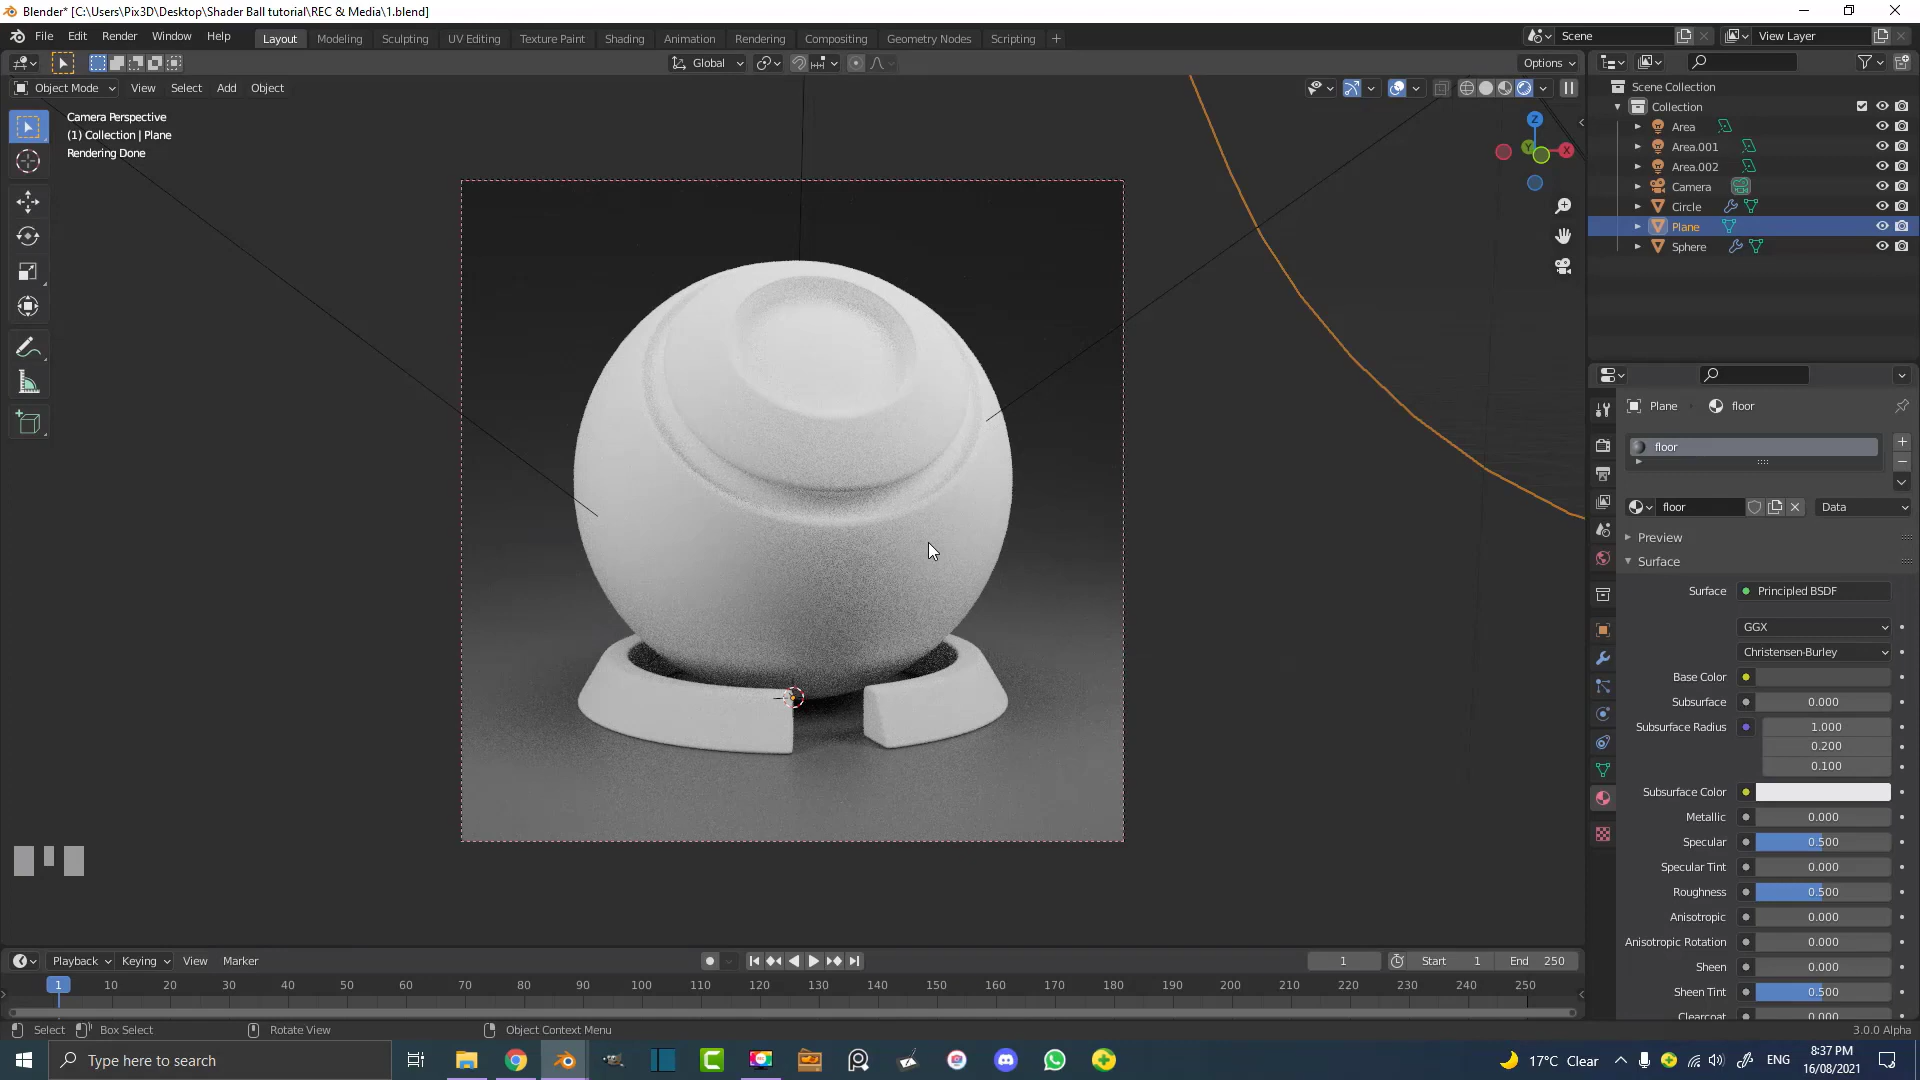 Blender* [C:\Users\Pix3D\Desktop\Shader Ball tutorial\REC & Media\1.blend]
File Edit Render Window Help Layout Modeling Sculpting UV Editing Texture Paint Shading Animation Rendering Compositing Geometry Nodes Scripting + Scene View Layer
Global Options
Object Mode View Select Add Object
Camera Perspective
(1) Collection | Plane
Rendering Done
Z
Y
X
Scene Collection
Collection
Area
Area.001
Area.002
Camera
Circle
Plane
Sphere
Plane floor
floor
floor Data
Preview
Surface
Surface Principled BSDF
GGX
Christensen-Burley
Base Color
Subsurface 0.000
Subsurface Radius 1.000
0.200
0.100
Subsurface Color
Metallic 0.000
Specular 0.500
Specular Tint 0.000
Roughness 0.500
Anisotropic 0.000
Anisotropic Rotation 0.000
Sheen 0.000
Sheen Tint 0.500
Clearcoat 0.000
Playback Keying View Marker 1 Start 1 End 250
1 10 20 30 40 50 60 70 80 90 100 110 120 130 140 150 160 170 180 190 200 210 220 230 240 250
Select Box Select Rotate View Object Context Menu 3.0.0 Alpha
Type here to search 17°C Clear ENG 8:37 PM
16/08/2021